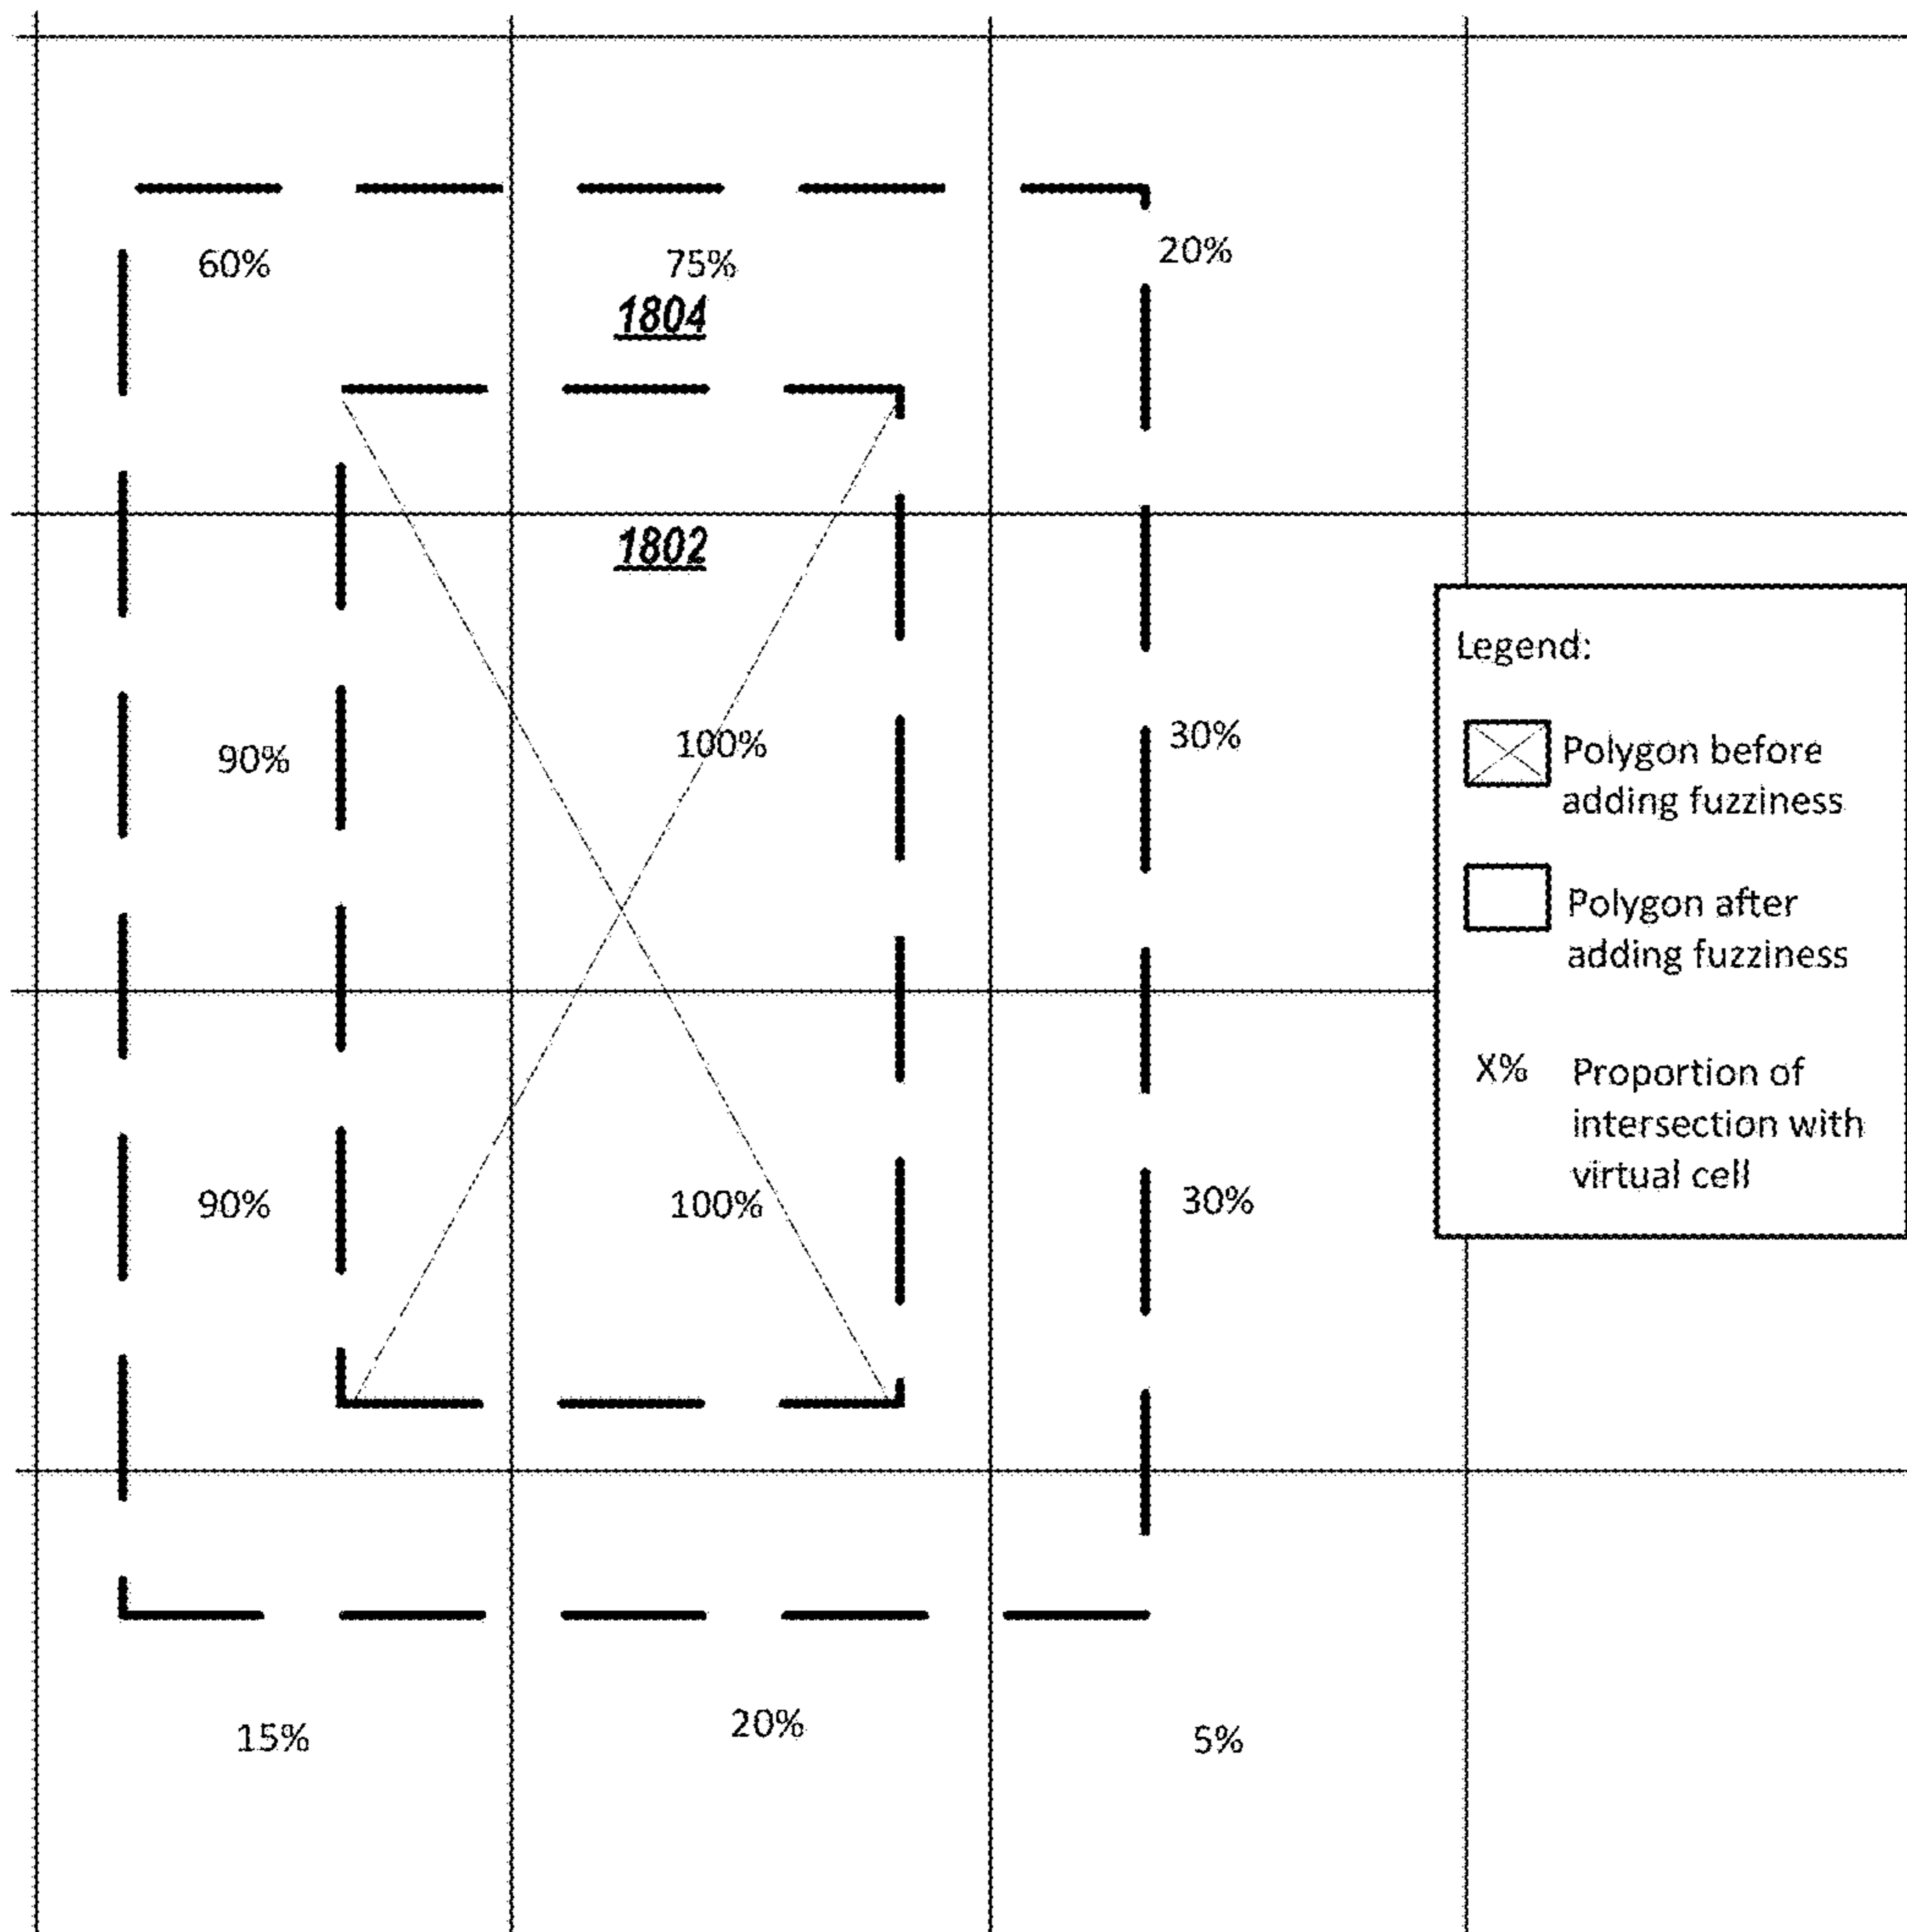 60%
75%
20%
1804
1802
90%
100%
30%
90%
100%
30%
15%
20%
5%
Legend:
Polygon before
adding fuzziness
Polygon after
adding fuzziness
X%
Proportion of
intersection with
virtual cell